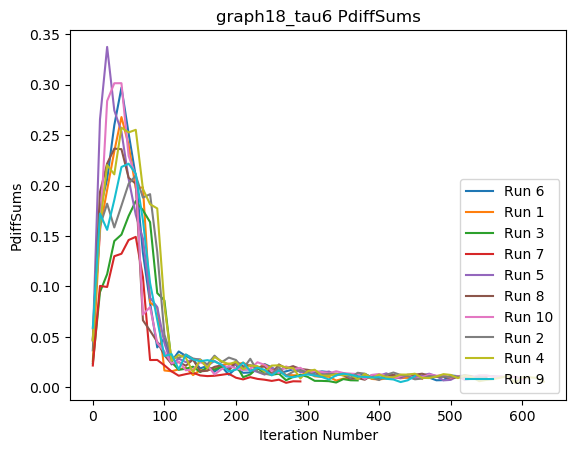 graph18_tau6 PdiffSums
PdiffSums
0.35
0.30
0.25
0.20
0.15
0.10
0.05
0.00
0
100
200
300
400
500
600
Iteration Number
Run 6
Run 1
Run 3
Run 7
Run 5
Run 8
Run 10
Run 2
Run 4
Run 9